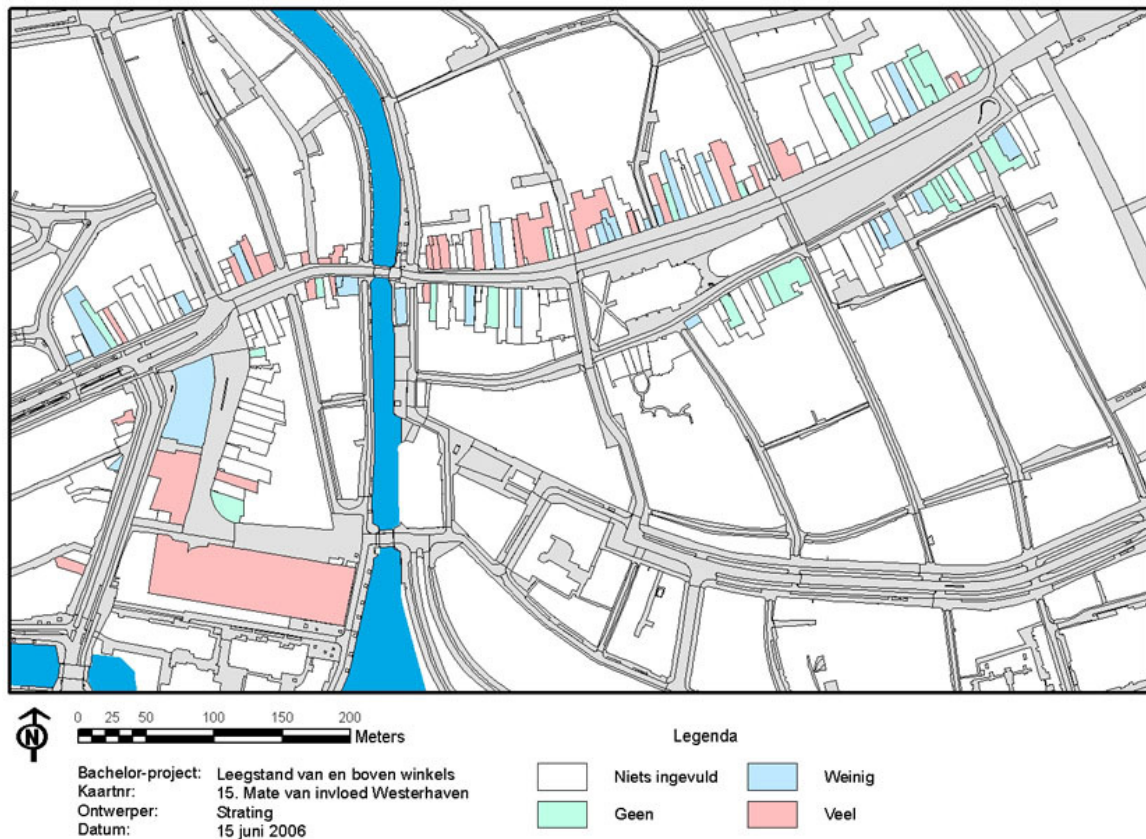 0 25 50 100 150 200
Meters
N
Bachelor-project: Leegstand van en boven winkels
Kaartnr: 15. Mate van invloed Westerhaven
Ontwerper: Strating
Datum: 15 juni 2006
Legenda
Niets ingevuld Weinig
Geen Veel